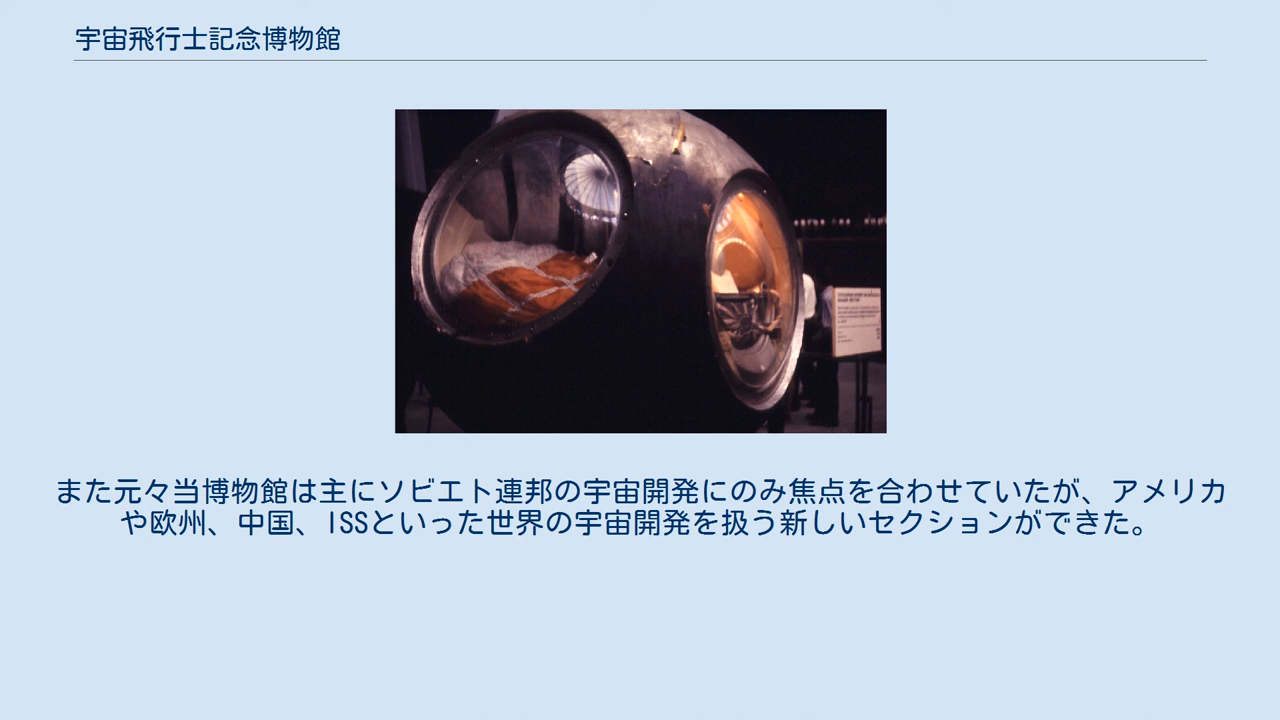 宇宙飛行士記念博物館
また元々当博物館は主にソビエト連邦の宇宙開発にのみ焦点を合わせていたが、アメリカ
や欧州、中国、ISSといった世界の宇宙開発を扱う新しいセクションができた。